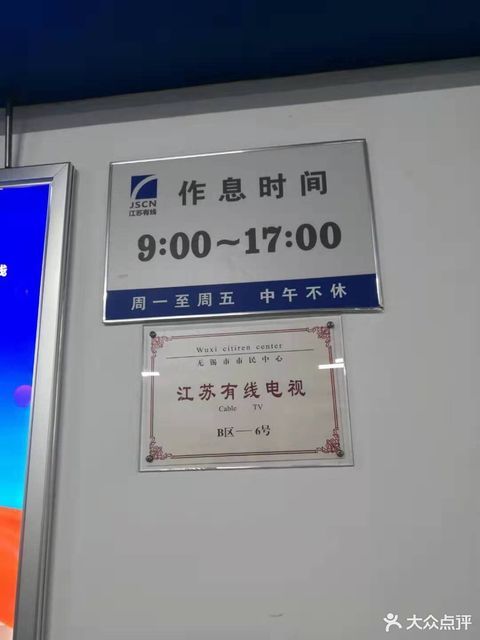 线
JSCN
江苏有线
作息时间
9:00~17:00
周一至周五 中午不休
Wuxi citiren center
无锡市市民中心
江苏有线电视
Cable TV
B区—6号
大众点评